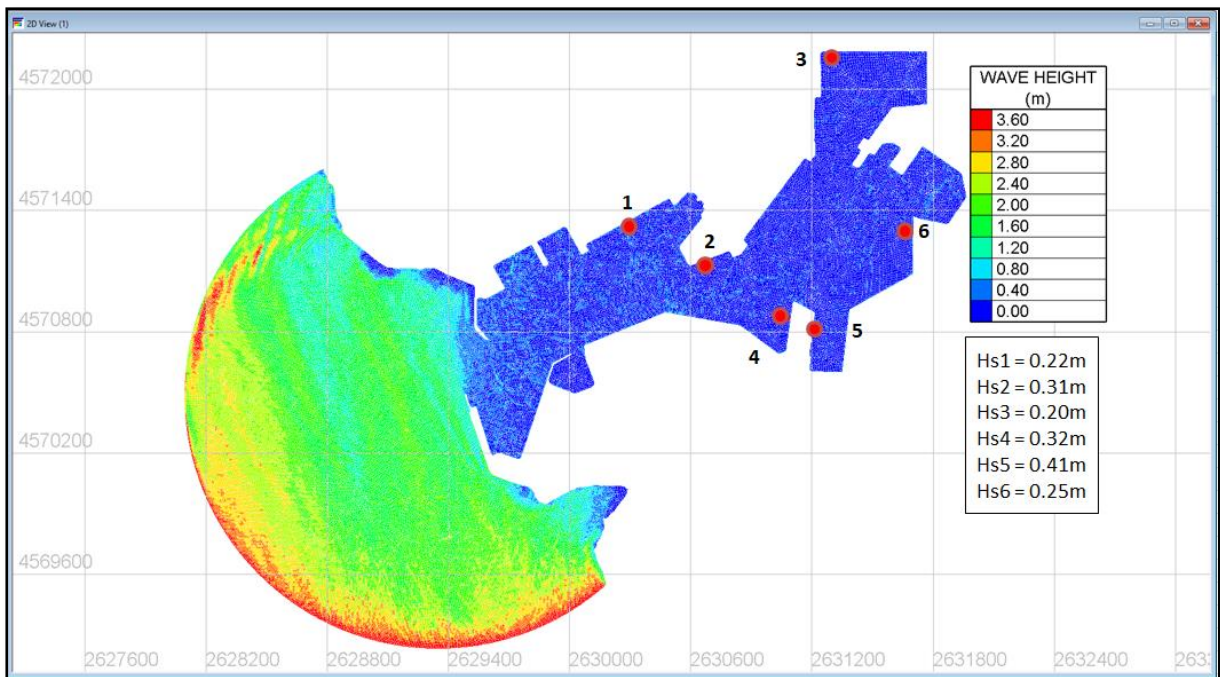 2D View (1)
3
4572000
WAVE HEIGHT
(m)
3.60
3.20
2.80
2.40
2.00
1.60
1.20
0.80
0.40
0.00
4571400
1
2
6
4570800
4
5
Hs1 = 0.22m
Hs2 = 0.31m
Hs3 = 0.20m
Hs4 = 0.32m
Hs5 = 0.41m
Hs6 = 0.25m
4570200
4569600
2627600 2628200 2628800 2629400 2630000 2630600 2631200 2631800 2632400